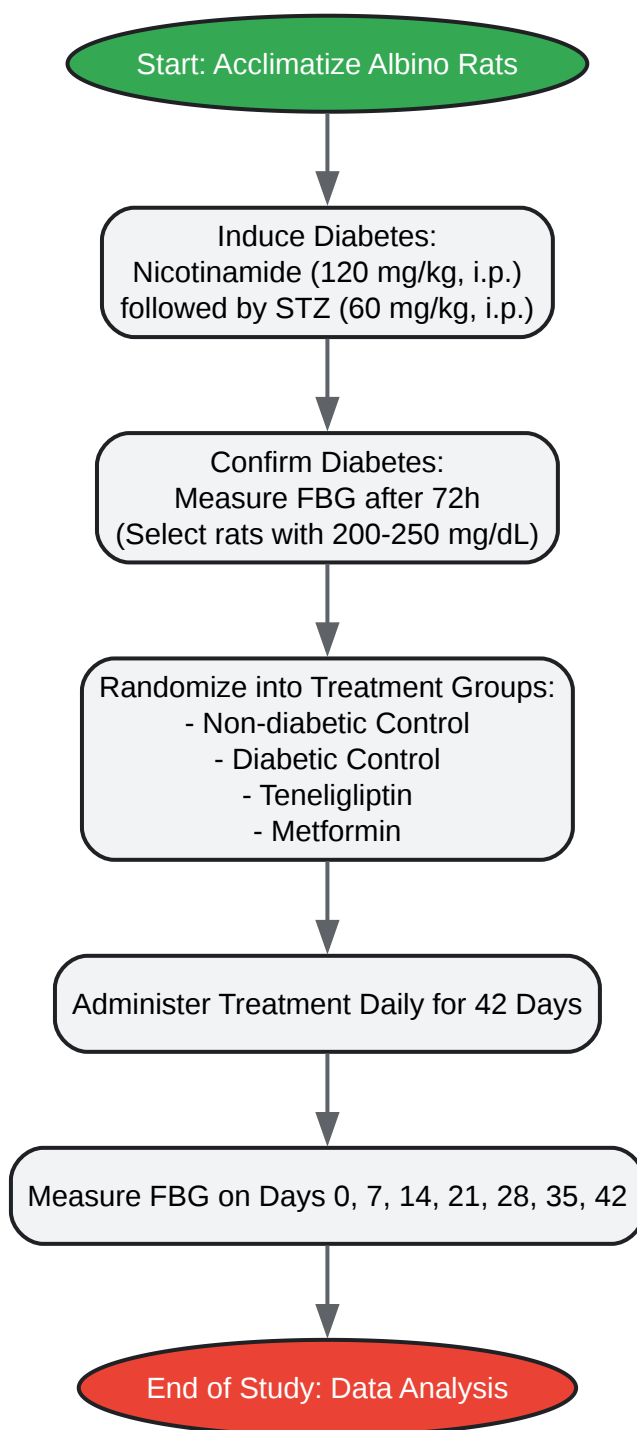 Start: Acclimatize Albino Rats
Induce Diabetes:
Nicotinamide (120 mg/kg, i.p.)
followed by STZ (60 mg/kg, i.p.)
Confirm Diabetes:
Measure FBG after 72h
(Select rats with 200-250 mg/dL)
Randomize into Treatment Groups:
- Non-diabetic Control
- Diabetic Control
- Teneligliptin
- Metformin
Administer Treatment Daily for 42 Days
Measure FBG on Days 0, 7, 14, 21, 28, 35, 42
End of Study: Data Analysis